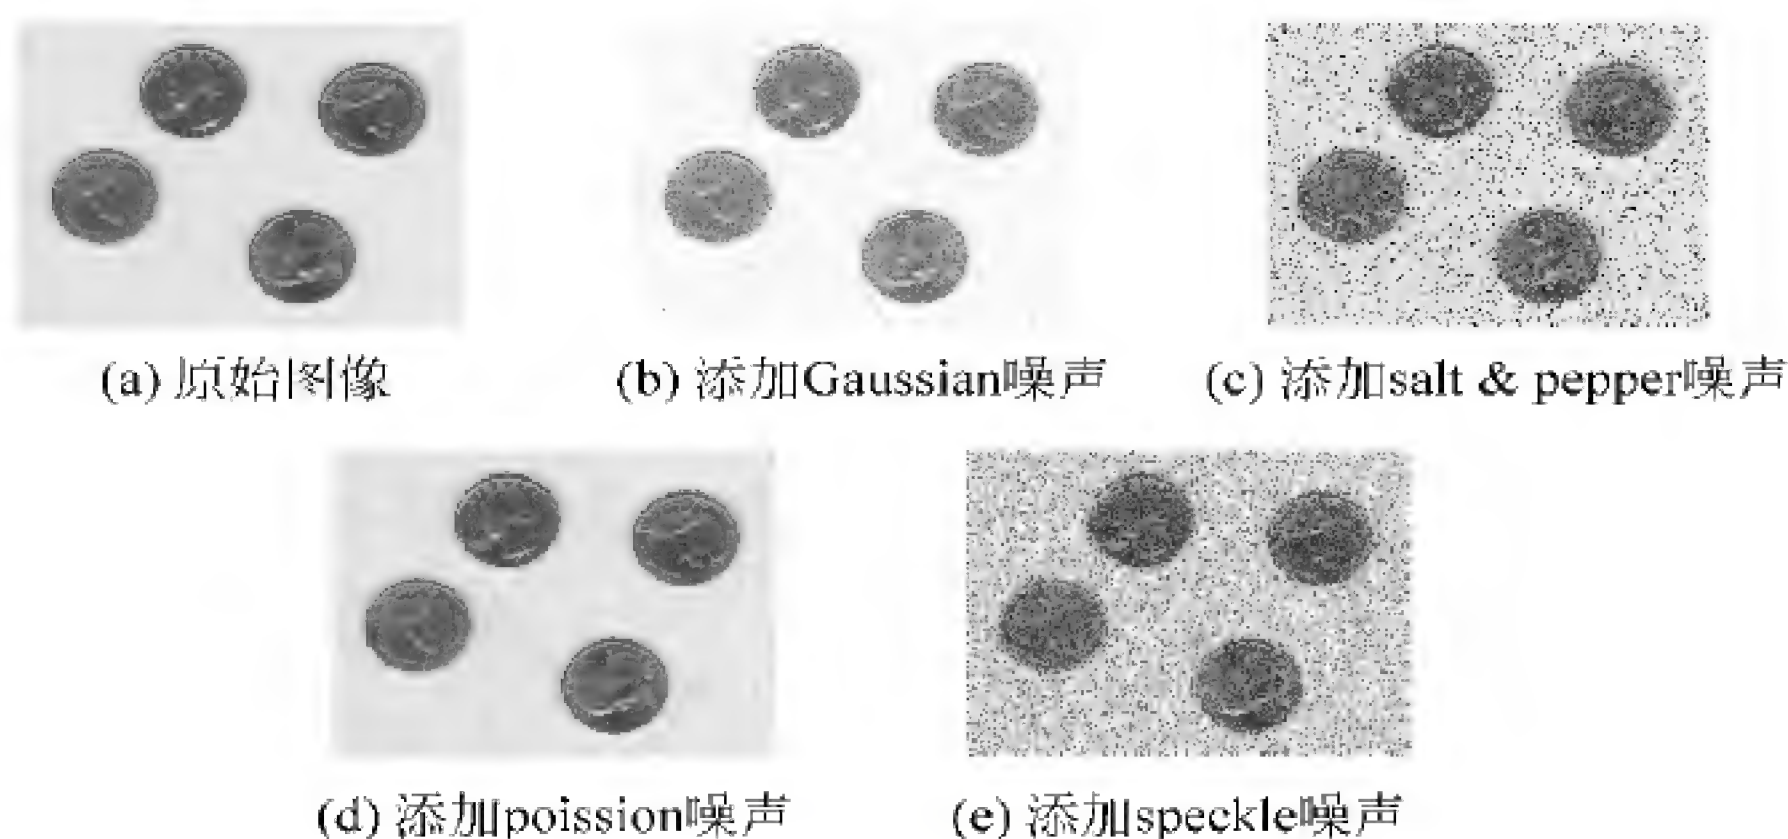 (a) 原始图像
(b) 添加Gaussian噪声
(c) 添加salt & pepper噪声
(d) 添加poission噪声
(e) 添加speckle噪声